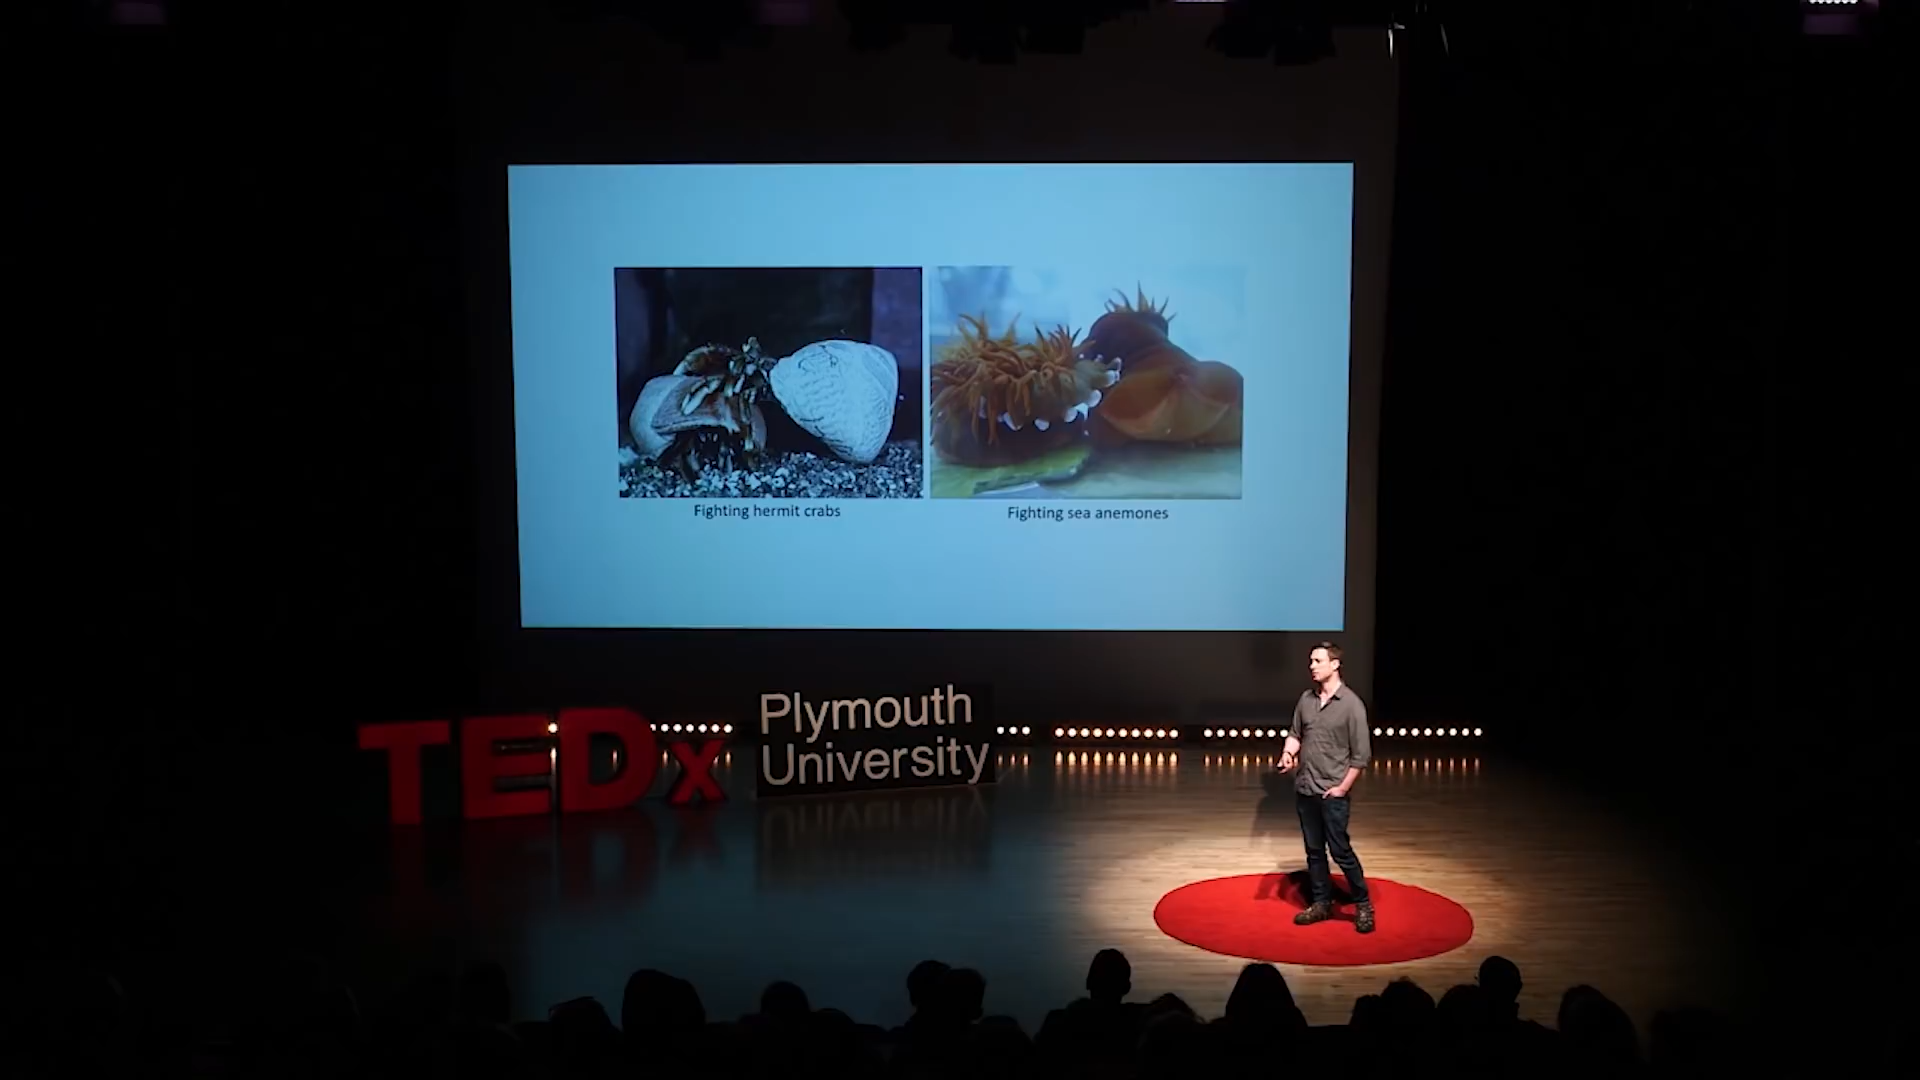 Fighting hermit crabs
Fighting sea anemones
TEDx
Plymouth
University